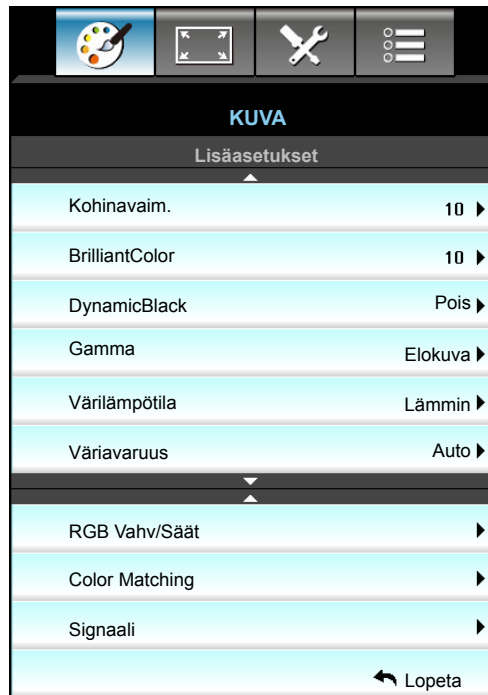 KUVA
Lisäasetukset
Kohinavaim. 10
BrilliantColor 10
DynamicBlack Pois
Gamma Elokuva
Värilämpötila Lämmin
Väriavaruus Auto
RGB Vahv/Säät
Color Matching
Signaali
Lopeta